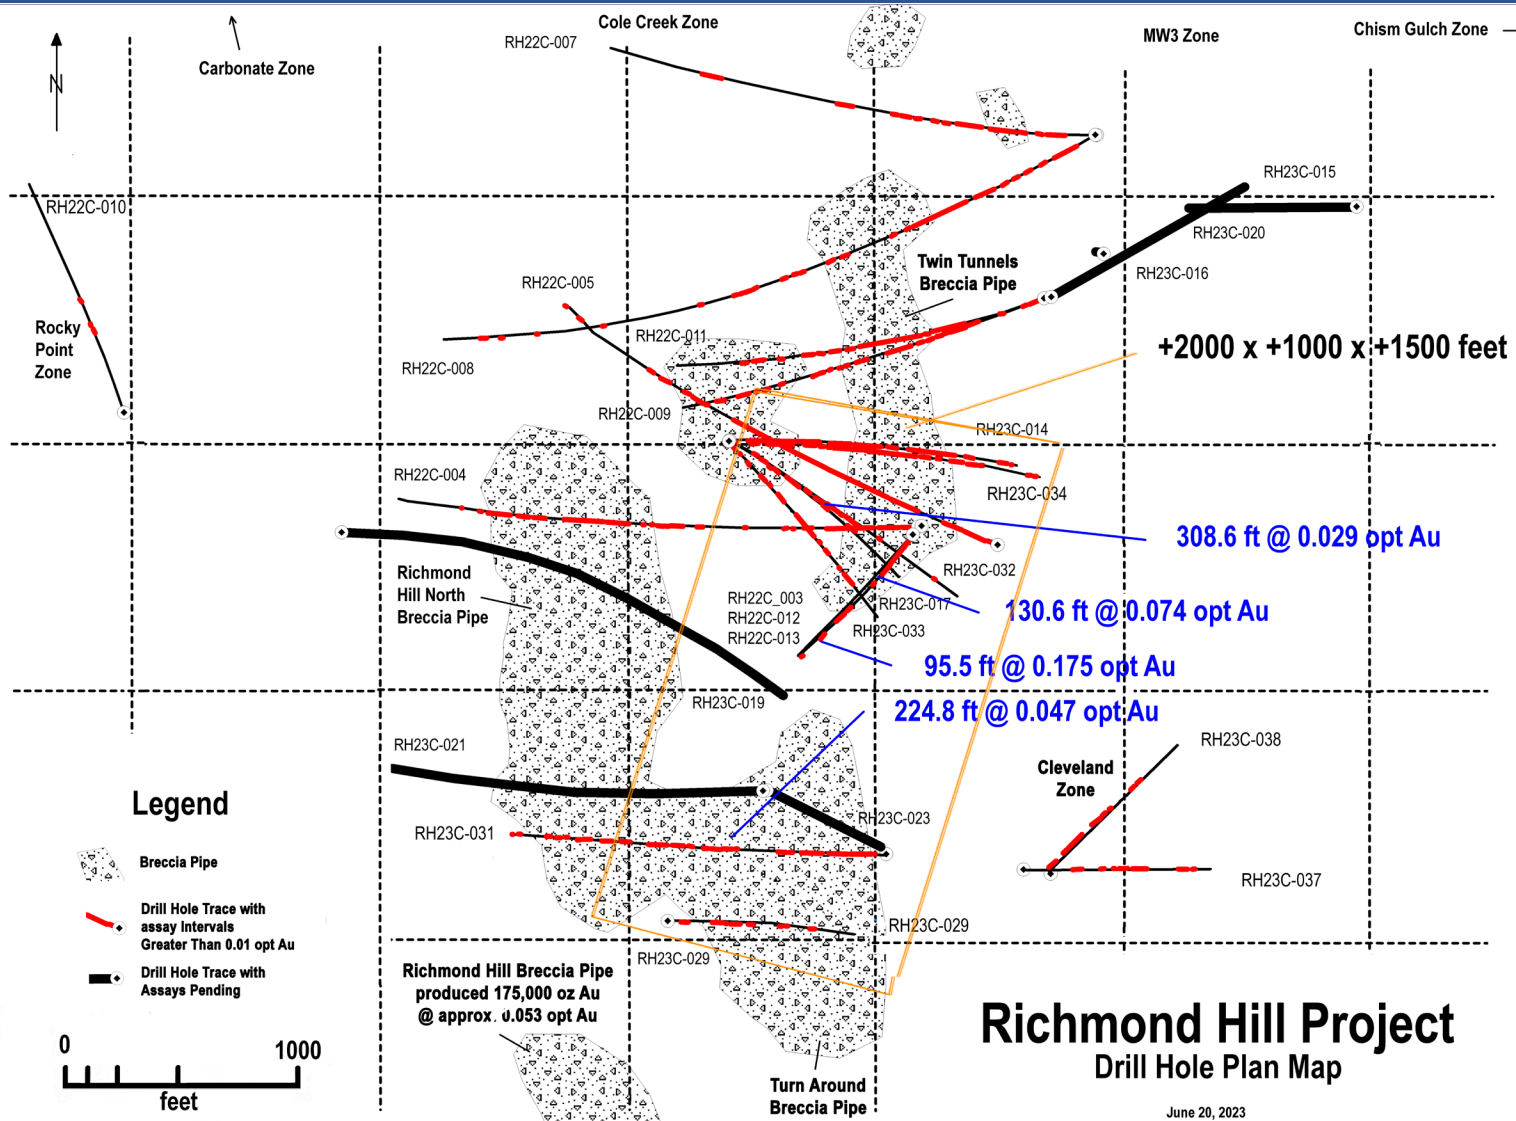 Cole Creek Zone
MW3 Zone
Chism Gulch Zone
RH22C-007
Carbonate Zone
N
RH23C-015
RH22C-010
RH23C-020
Twin Tunnels
Breccia Pipe
RH23C-016
RH22C-005
Rocky
Point
Zone
RH22C-011
+2000 x +1000 x +1500 feet
RH22C-008
RH22C-009
RH23C-014
RH22C-004
RH23C-034
308.6 ft @ 0.029 opt Au
Richmond
Hill North
Breccia Pipe
RH23C-032
RH22C_003
RH22C-012
RH22C-013
RH23C-017
RH23C-033
130.6 ft @ 0.074 opt Au
95.5 ft @ 0.175 opt Au
RH23C-019
224.8 ft @ 0.047 opt Au
RH23C-021
RH23C-038
Cleveland
Zone
Legend
RH23C-031
RH23C-023
Breccia Pipe
RH23C-037
Drill Hole Trace with
assay Intervals
Greater Than 0.01 opt Au
RH23C-029
RH23C-029
Drill Hole Trace with
Assays Pending
Richmond Hill Breccia Pipe
produced 175,000 oz Au
@ approx. 0.053 opt Au
0 1000
feet
Richmond Hill Project
Drill Hole Plan Map
Turn Around
Breccia Pipe
June 20, 2023